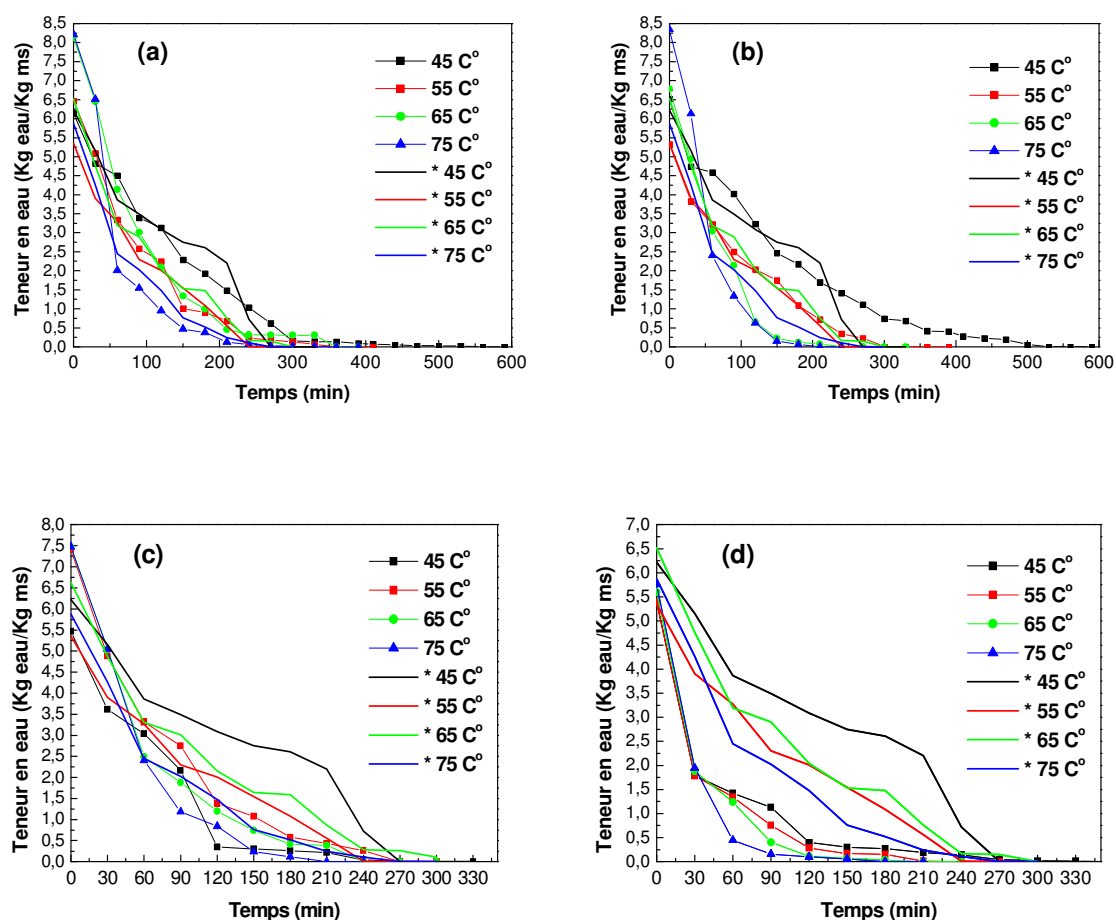 (a)
8,5
8,0
7,5
7,0
6,5
6,0
5,5
5,0
4,5
4,0
3,5
3,0
2,5
2,0
1,5
1,0
0,5
0,0
Teneur en eau (Kg eau/Kg ms)
45 C°
55 C°
65 C°
75 C°
* 45 C°
* 55 C°
* 65 C°
* 75 C°
0 100 200 300 400 500 600
Temps (min)
(b)
8,5
8,0
7,5
7,0
6,5
6,0
5,5
5,0
4,5
4,0
3,5
3,0
2,5
2,0
1,5
1,0
0,5
0,0
Teneur en eau (Kg eau/Kg ms)
45 C°
55 C°
65 C°
75 C°
* 45 C°
* 55 C°
* 65 C°
* 75 C°
0 100 200 300 400 500 600
Temps (min)
(c)
8,0
7,5
7,0
6,5
6,0
5,5
5,0
4,5
4,0
3,5
3,0
2,5
2,0
1,5
1,0
0,5
0,0
Teneur en eau (Kg eau/Kg ms)
45 C°
55 C°
65 C°
75 C°
* 45 C°
* 55 C°
* 65 C°
* 75 C°
0 30 60 90 120 150 180 210 240 270 300 330
Temps (min)
(d)
7,0
6,5
6,0
5,5
5,0
4,5
4,0
3,5
3,0
2,5
2,0
1,5
1,0
0,5
0,0
Teneur en eau (Kg eau/Kg ms)
45 C°
55 C°
65 C°
75 C°
* 45 C°
* 55 C°
* 65 C°
* 75 C°
0 30 60 90 120 150 180 210 240 270 300 330
Temps (min)